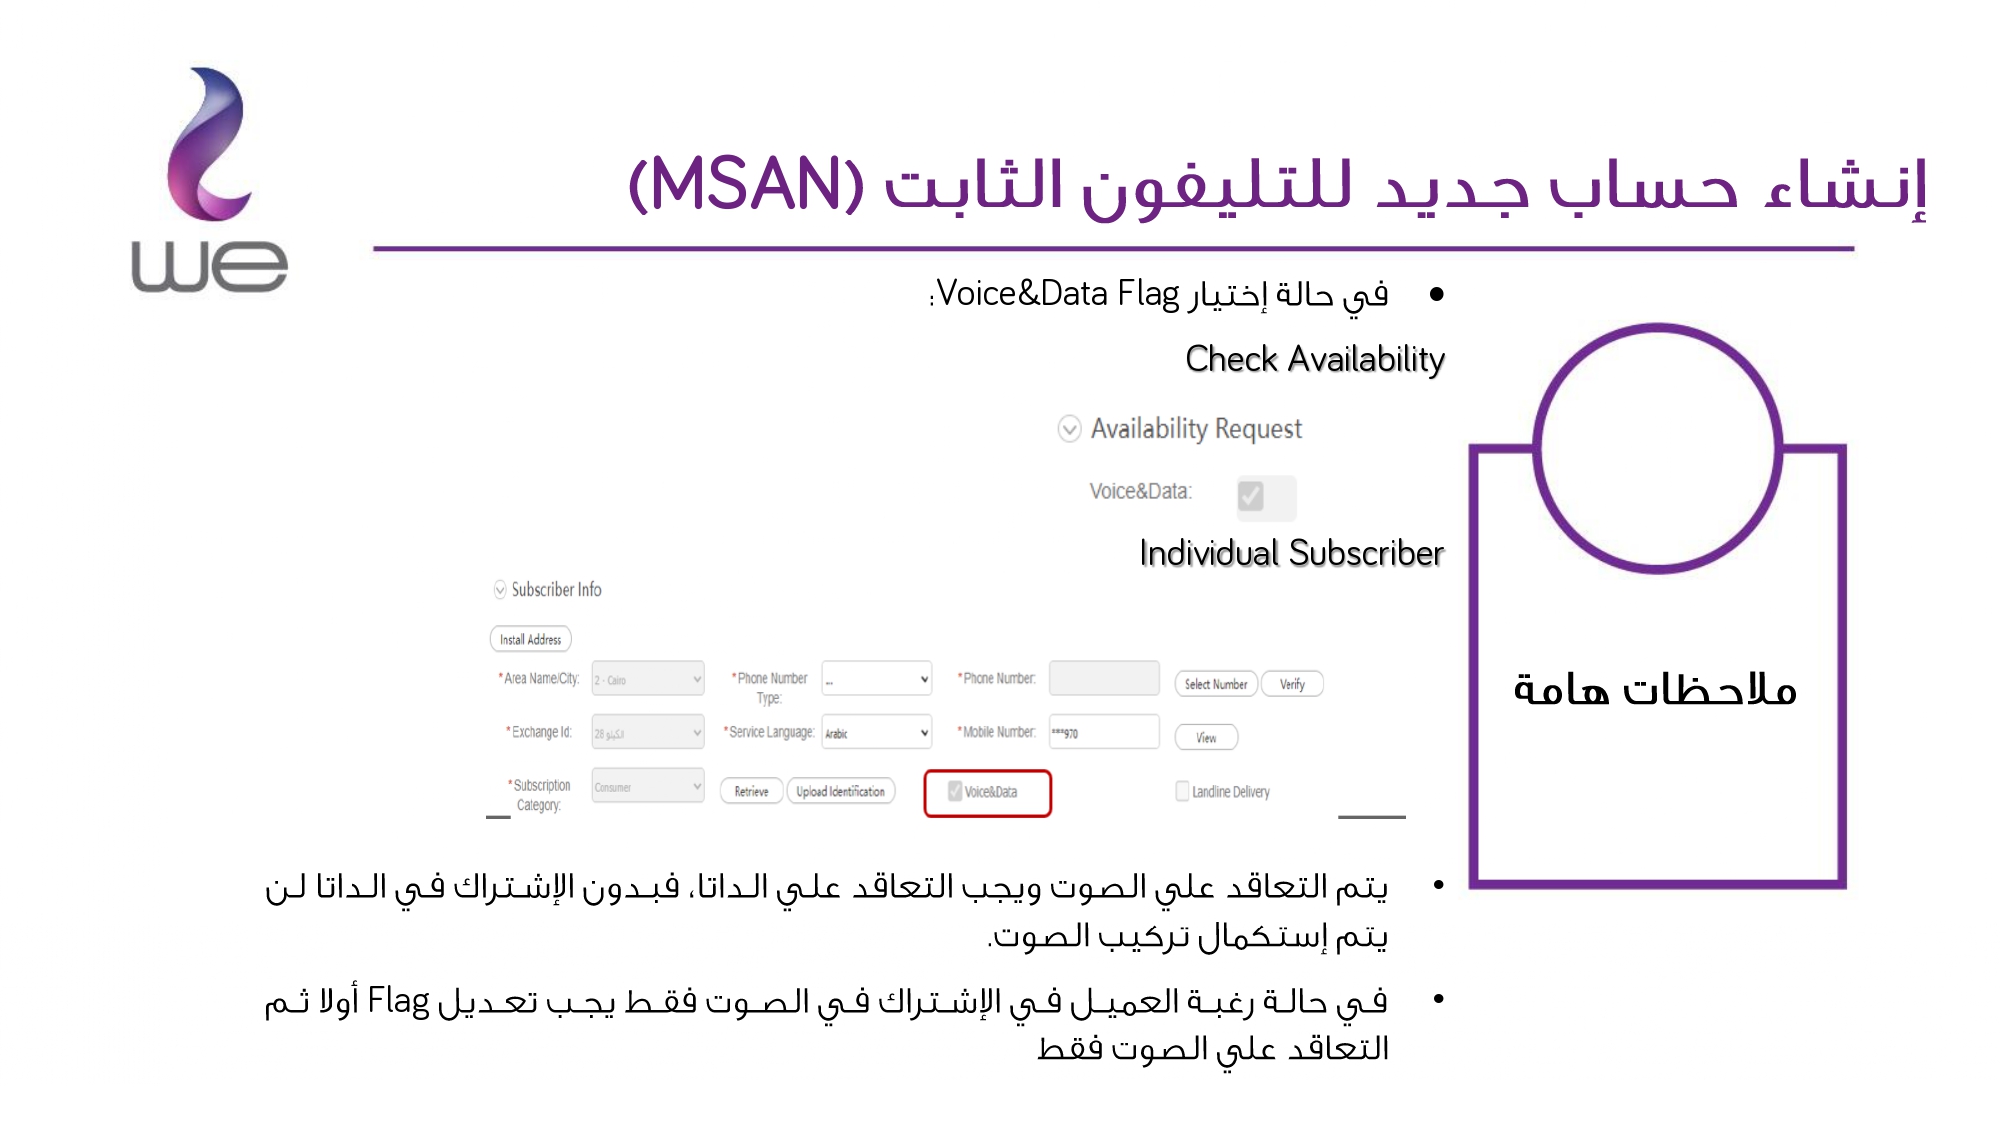 we
إنشاء حساب جديد للتليفون الثابت (MSAN)
• في حالة إختيار Voice&Data Flag:
Check Availability
Availability Request
Voice&Data:
Individual Subscriber
Subscriber Info
Install Address
*Area Name/City: 2 - Cairo *Phone Number Type: ... *Phone Number: Select Number Verify
*Exchange Id: 28 الكيلو *Service Language: Arabic *Mobile Number: ***970 View
*Subscription Category: Consumer Retrieve Upload Identification Voice&Data Landline Delivery
ملاحظات هامة
• يتم التعاقد علي الصوت ويجب التعاقد علي الداتا، فبدون الإشتراك في الداتا لن
يتم إستكمال تركيب الصوت.
• في حالة رغبة العميل في الإشتراك في الصوت فقط يجب تعديل Flag أولا ثم
التعاقد علي الصوت فقط